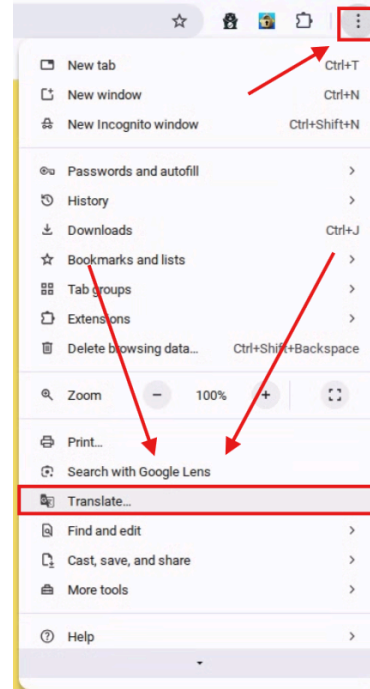 New tab Ctrl+T
New window Ctrl+N
New Incognito window Ctrl+Shift+N
Passwords and autofill
History
Downloads Ctrl+J
Bookmarks and lists
Tab groups
Extensions
Delete browsing data... Ctrl+Shift+Backspace
Zoom - 100% +
Print...
Search with Google Lens
Translate...
Find and edit
Cast, save, and share
More tools
Help